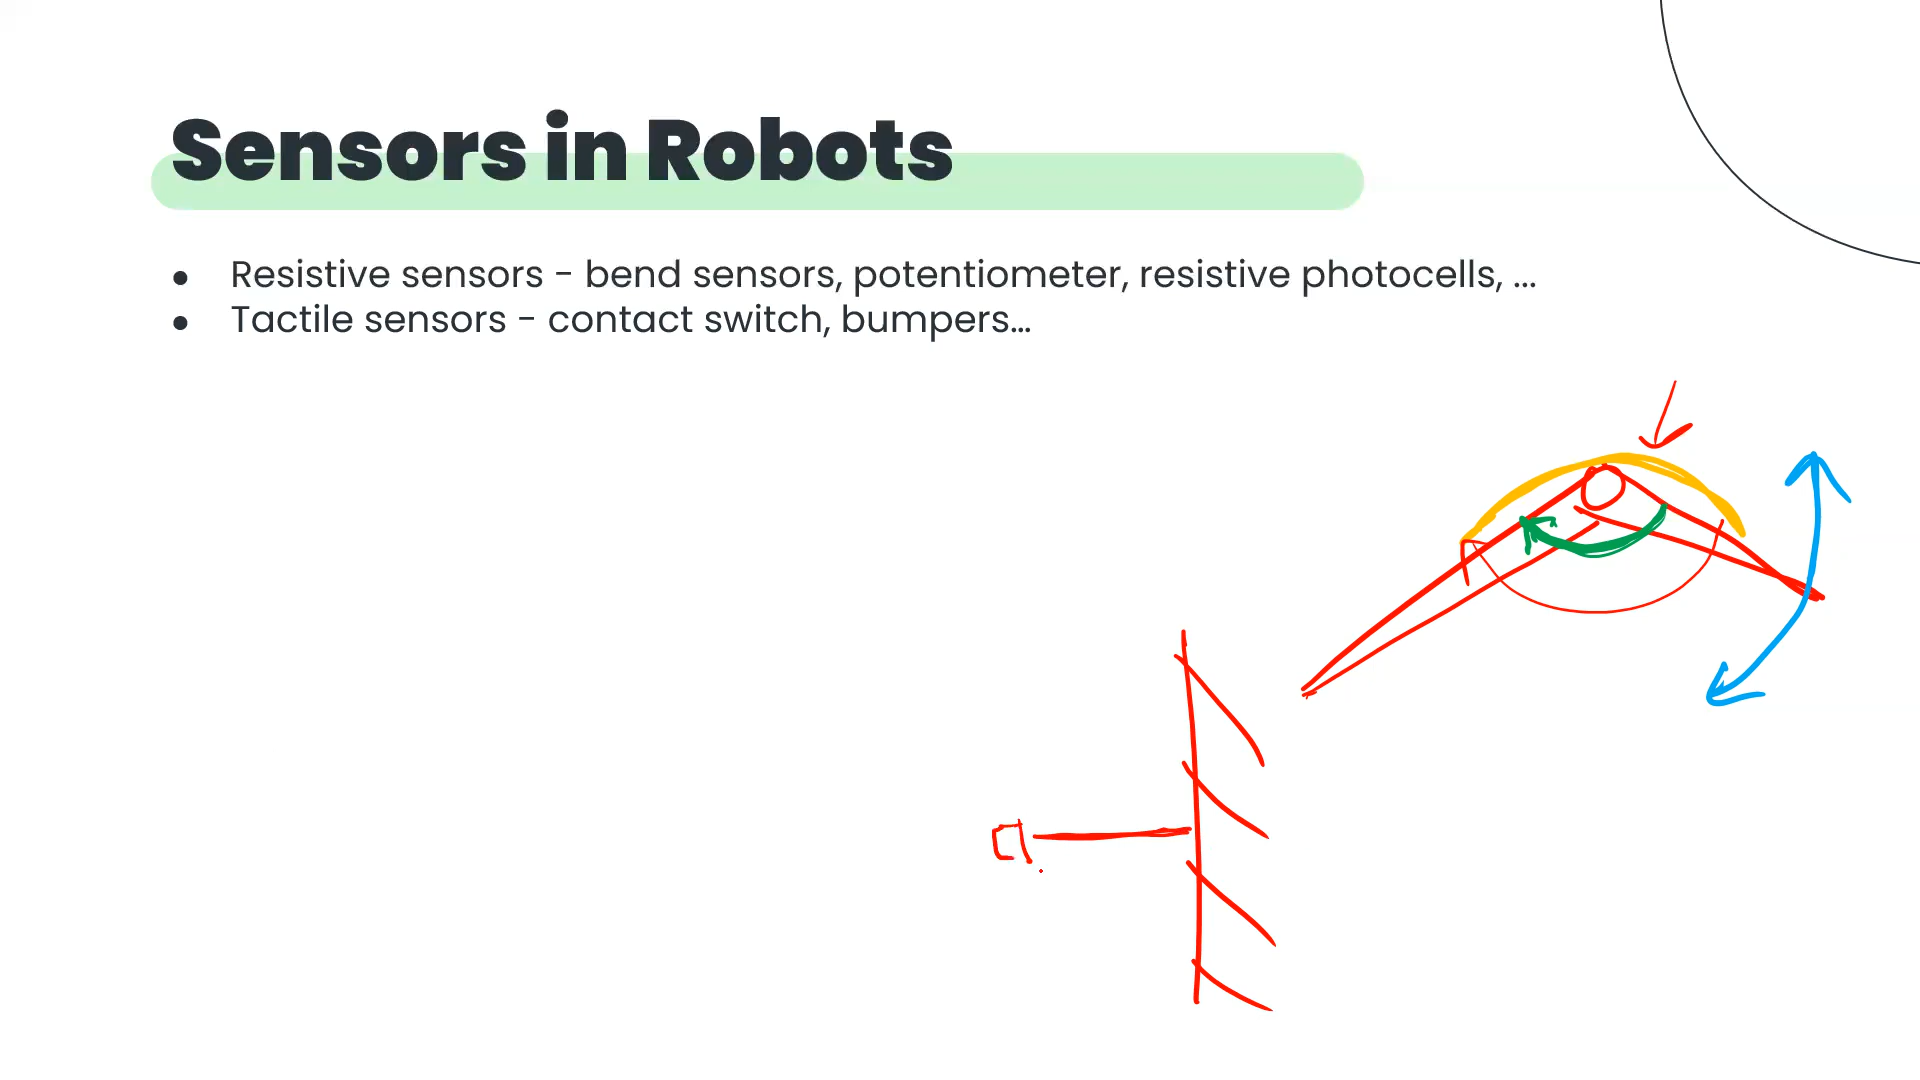 Sensors in Robots
● Resistive sensors - bend sensors, potentiometer, resistive photocells, ...
● Tactile sensors - contact switch, bumpers...